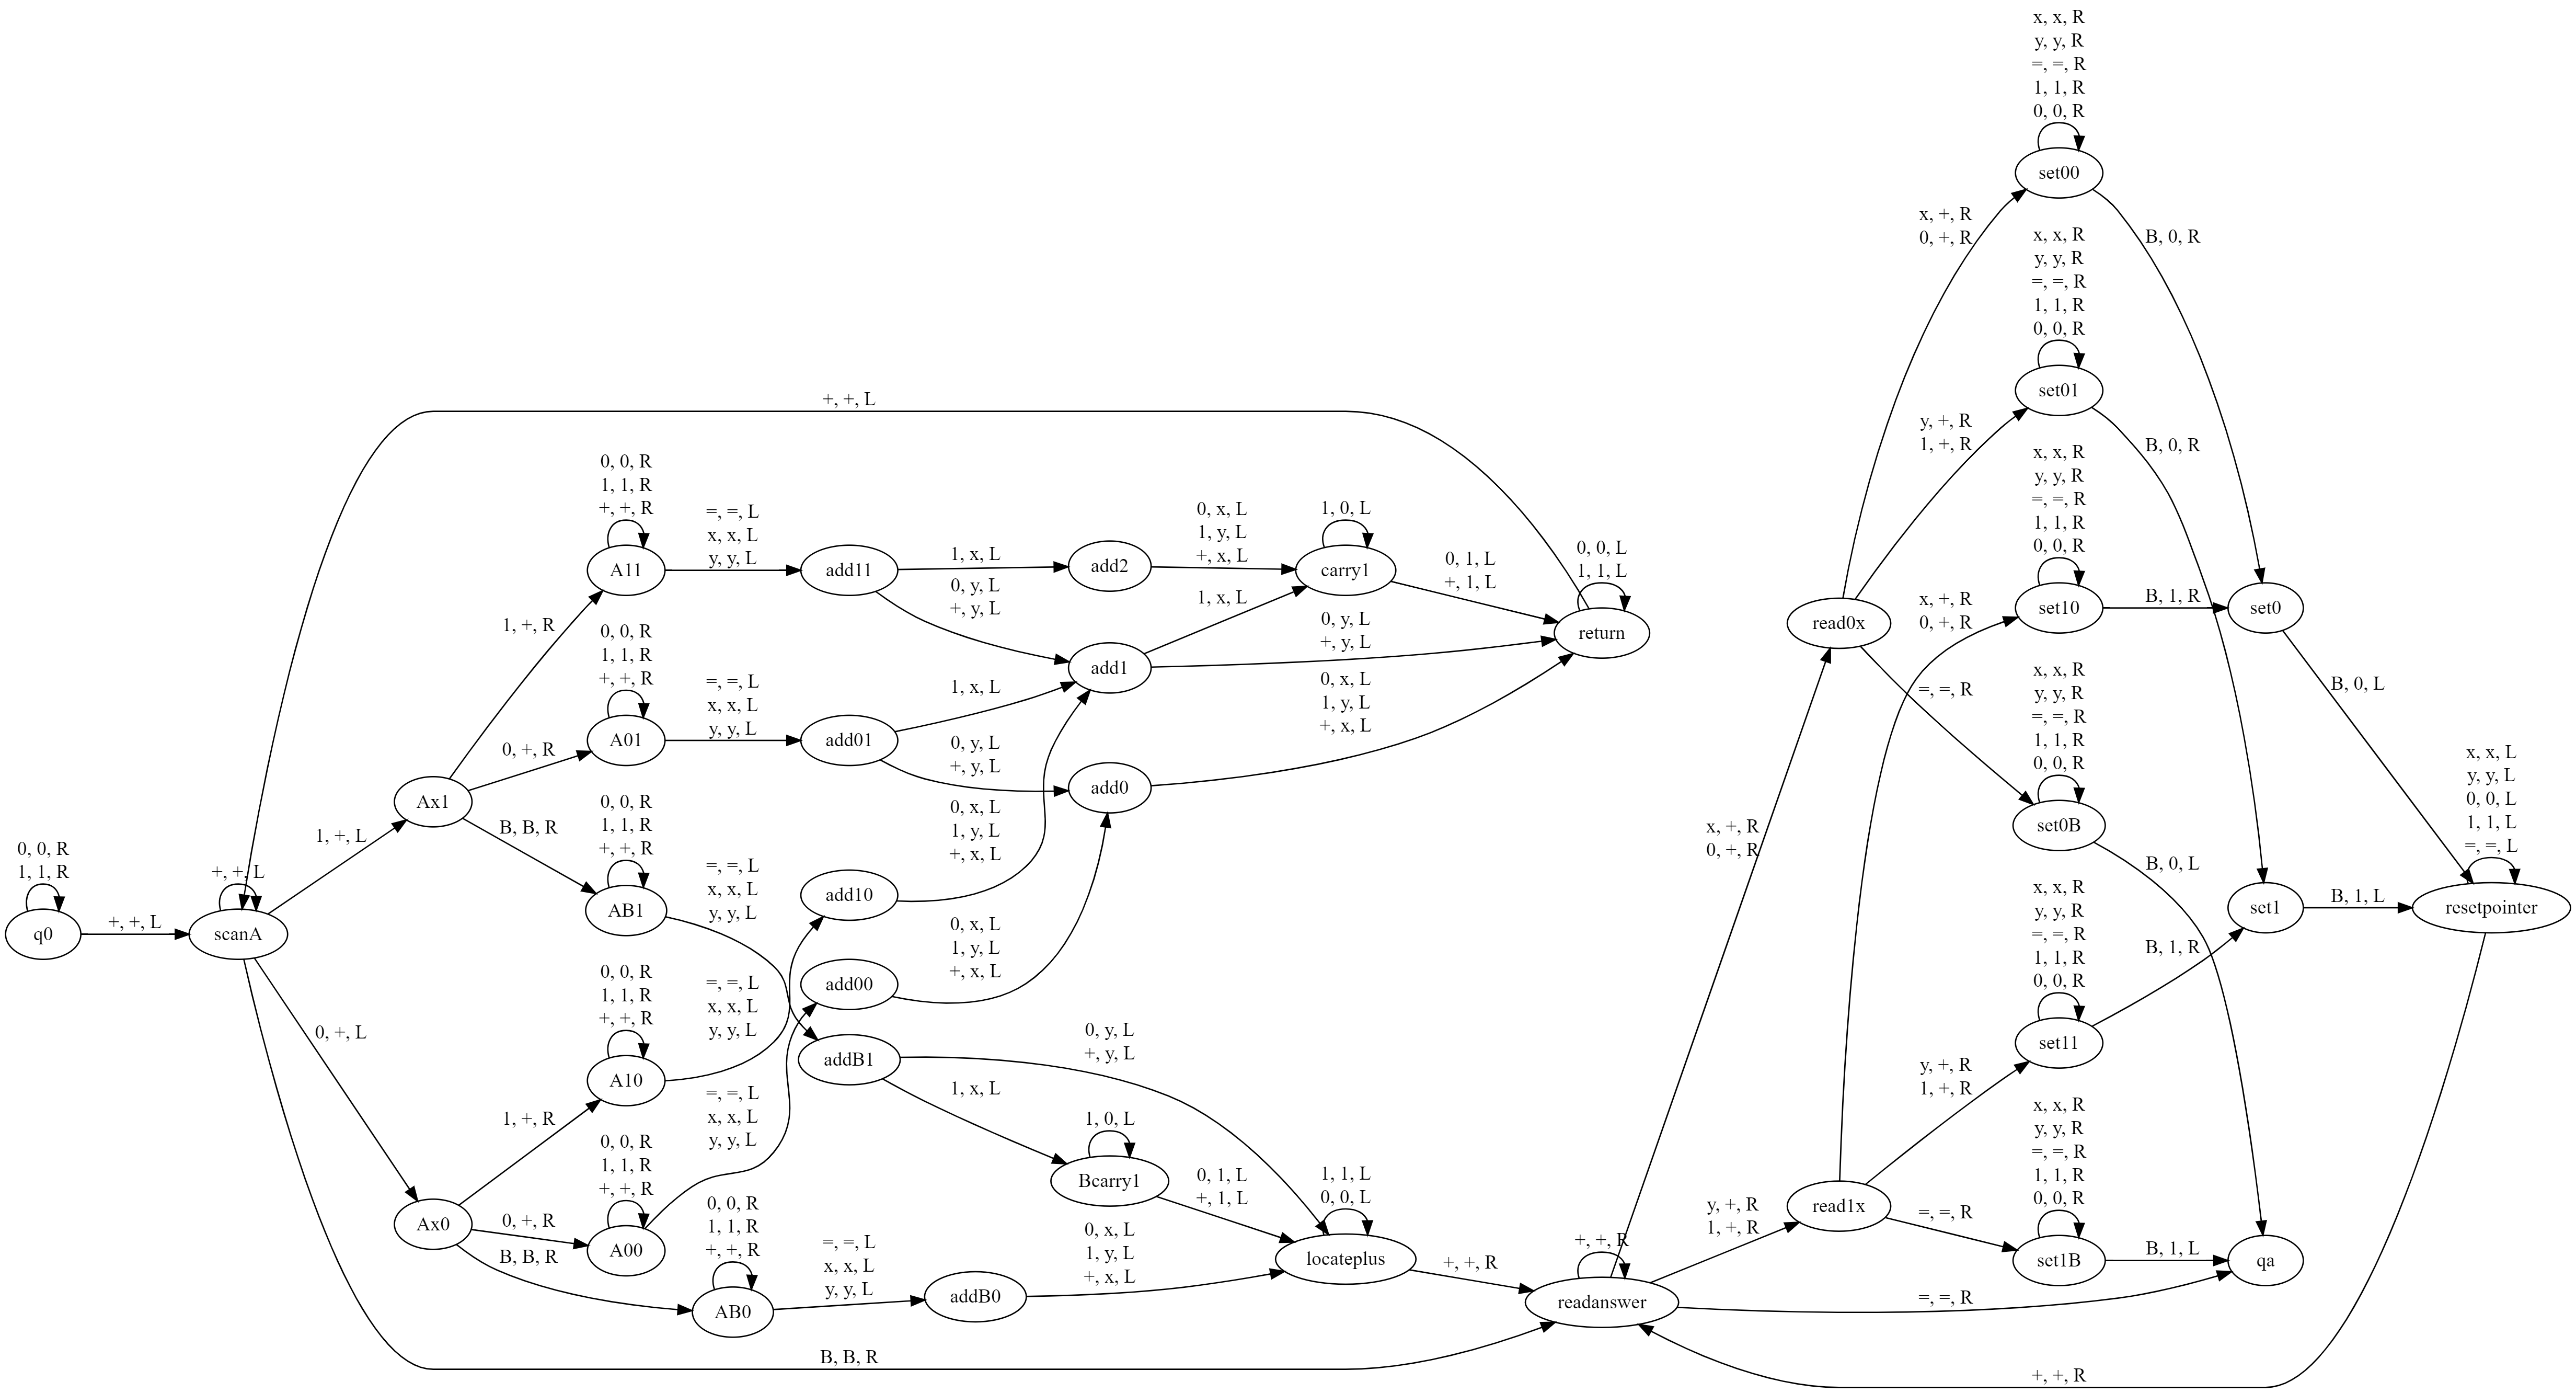 x, x, R
y, y, R
=, =, R
1, 1, R
0, 0, R
set00
x, +, R
0, +, R
B, 0, R
x, x, R
y, y, R
=, =, R
1, 1, R
0, 0, R
set01
y, +, R
1, +, R
B, 0, R
+, +, L
0, 0, R
1, 1, R
+, +, R
A11
=, =, L
x, x, L
y, y, L
add11
1, x, L
0, y, L
+, y, L
add2
0, x, L
1, y, L
+, x, L
1, 0, L
carry1
0, 1, L
+, 1, L
0, 0, L
1, 1, L
return
1, +, R
0, 0, R
1, 1, R
+, +, R
A01
0, +, R
=, =, L
x, x, L
y, y, L
add01
1, x, L
0, y, L
+, y, L
add1
1, x, L
0, y, L
+, y, L
0, x, L
1, y, L
+, x, L
add0
x, x, R
y, y, R
=, =, R
1, 1, R
0, 0, R
set10
x, +, R
0, +, R
B, 1, R
set0
read0x
=, =, R
x, x, R
y, y, R
=, =, R
1, 1, R
0, 0, R
set0B
B, 0, L
B, 0, L
x, x, L
y, y, L
0, 0, L
1, 1, L
=, =, L
resetpointer
0, 0, R
1, 1, R
q0
+, +, L
+, +, L
scanA
1, +, L
0, +, L
Ax1
B, B, R
0, 0, R
1, 1, R
+, +, R
AB1
=, =, L
x, x, L
y, y, L
add10
0, x, L
1, y, L
+, x, L
add00
0, x, L
1, y, L
+, x, L
0, 0, R
1, 1, R
+, +, R
A10
=, =, L
x, x, L
y, y, L
addB1
0, y, L
+, y, L
1, x, L
x, +, R
0, +, R
x, x, R
y, y, R
=, =, R
1, 1, R
0, 0, R
set11
y, +, R
1, +, R
B, 1, R
set1
B, 1, L
Ax0
1, +, R
0, +, R
B, B, R
0, 0, R
1, 1, R
+, +, R
A00
=, =, L
x, x, L
y, y, L
0, 0, R
1, 1, R
+, +, R
AB0
=, =, L
x, x, L
y, y, L
addB0
1, 0, L
Bcarry1
0, 1, L
+, 1, L
0, x, L
1, y, L
+, x, L
1, 1, L
0, 0, L
locateplus
+, +, R
+, +, R
readanswer
y, +, R
1, +, R
read1x
=, =, R
x, x, R
y, y, R
=, =, R
1, 1, R
0, 0, R
set1B
B, 1, L
qa
=, =, R
B, B, R
+, +, R